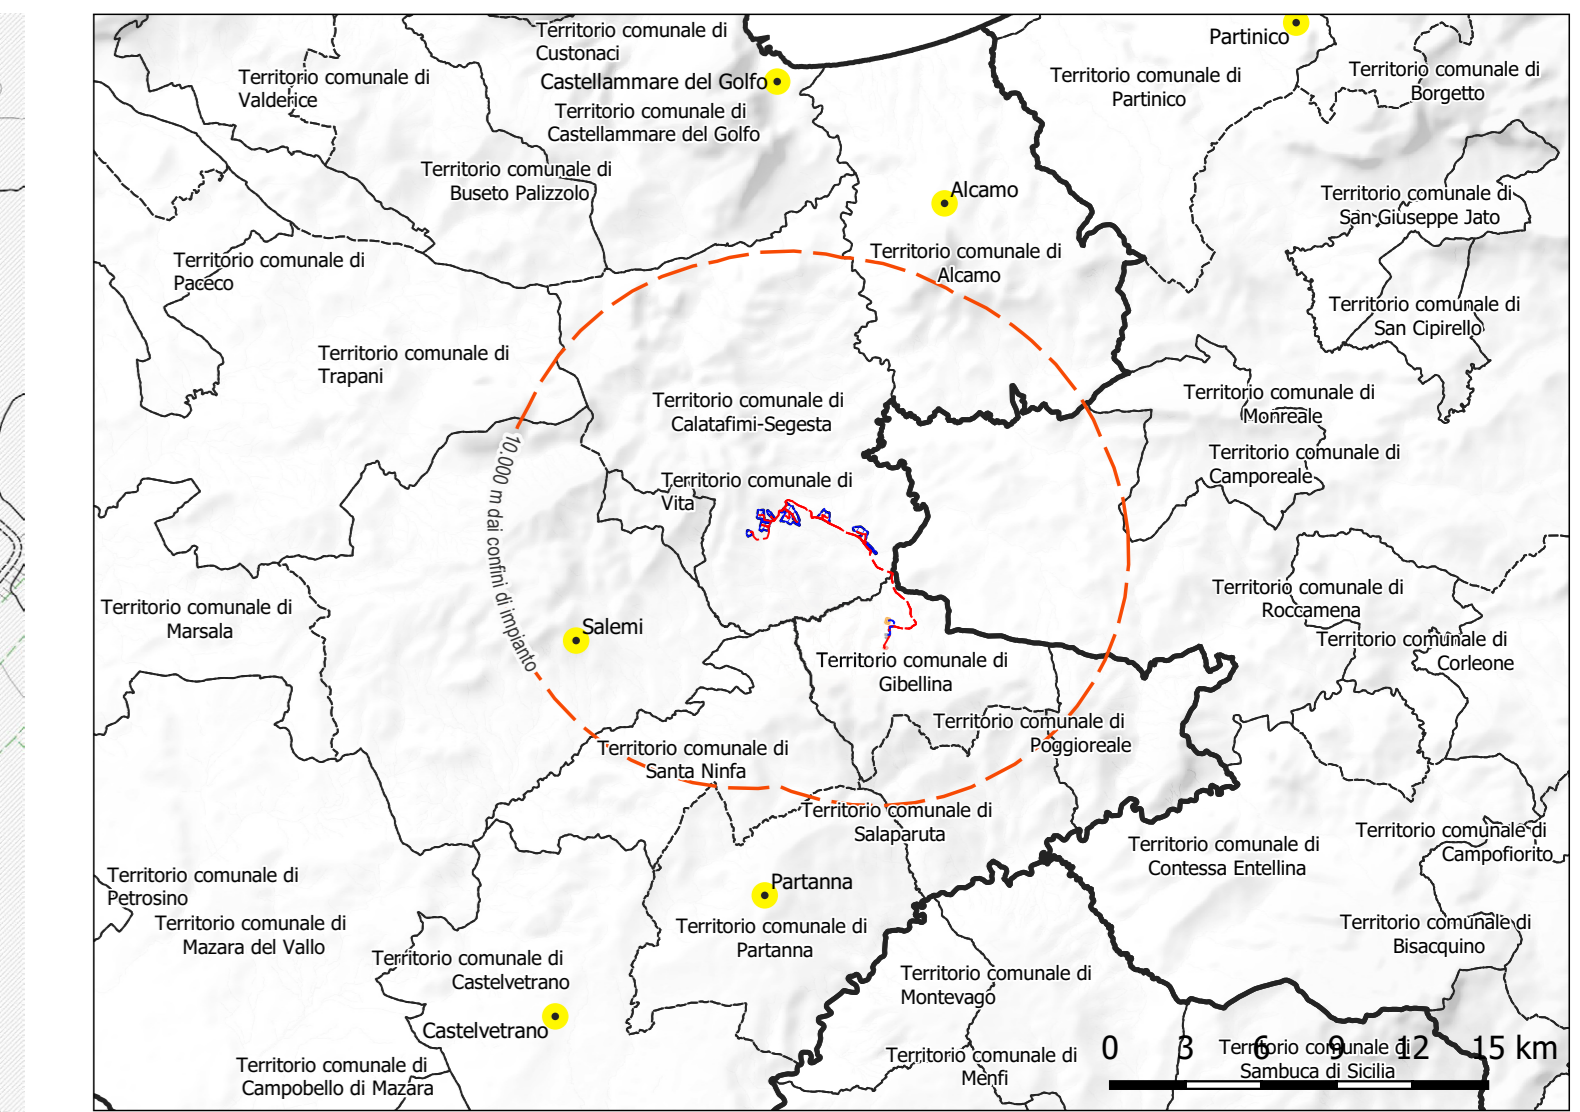 Territorio comunale di
Custonaci
Partinico
Territorio comunale di
Valderice
Castellammare del Golfo
Territorio comunale di
Partinico
Territorio comunale di
Borgetto
Territorio comunale di
Castellammare del Golfo
Territorio comunale di
Buseto Palizzolo
Alcamo
Territorio comunale di
San Giuseppe Jato
Territorio comunale di
Paceco
Territorio comunale di
Alcamo
Territorio comunale di
San Cipirello
Territorio comunale di
Trapani
Territorio comunale di
Calatafimi-Segesta
Territorio comunale di
Monreale
Territorio comunale di
Camporeale
10.000 m dai confini di impianto
Territorio comunale di
Vita
Territorio comunale di
Marsala
Salemi
Territorio comunale di
Roccamena
Territorio comunale di
Corleone
Territorio comunale di
Gibellina
Territorio comunale di
Poggioreale
Territorio comunale di
Santa Ninfa
Territorio comunale di
Salaparuta
Territorio comunale di
Contessa Entellina
Territorio comunale di
Campofiorito
Territorio comunale di
Petrosino
Partanna
Territorio comunale di
Mazara del Vallo
Territorio comunale di
Partanna
Territorio comunale di
Bisacquino
Territorio comunale di
Castelvetrano
Territorio comunale di
Montevago
Castelvetrano
Territorio comunale di
Campobello di Mazara
Territorio comunale di
Menfi
Territorio comunale di
Sambuca di Sicilia
0 3 6 9 12 15 km